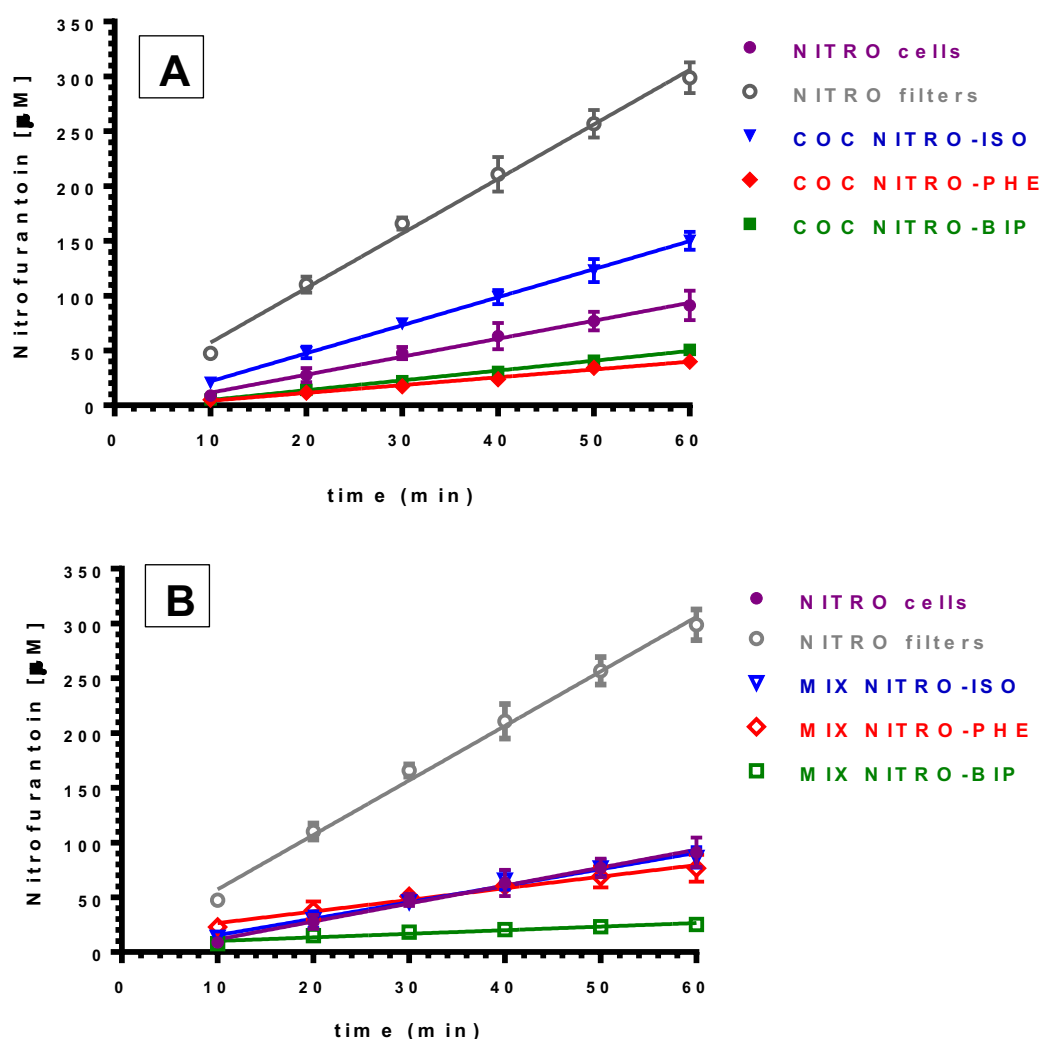 A
Nitrofurantoin [µM]
350
300
250
200
150
100
50
0
0 10 20 30 40 50 60
time (min)
NITRO cells
NITRO filters
COC NITRO-ISO
COC NITRO-PHE
COC NITRO-BIP
B
Nitrofurantoin [µM]
350
300
250
200
150
100
50
0
0 10 20 30 40 50 60
time (min)
NITRO cells
NITRO filters
MIX NITRO-ISO
MIX NITRO-PHE
MIX NITRO-BIP